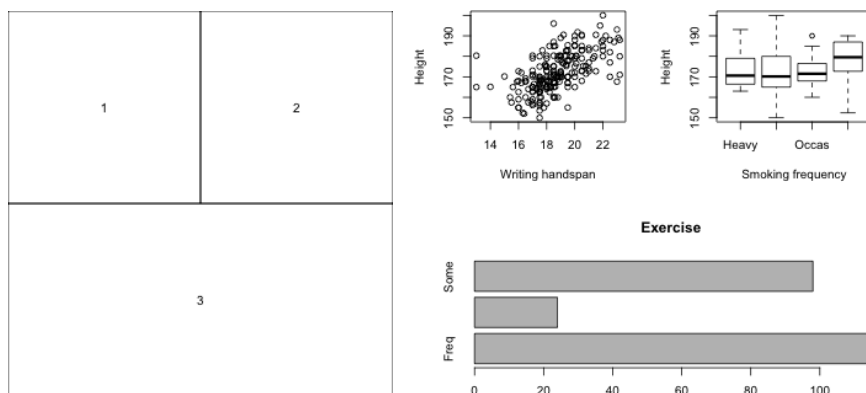 1
2
3
Height
150
170
190
14
16
18
20
22
Writing handspan
Height
150
170
190
Heavy
Occas
Smoking frequency
Exercise
Some
Freq
0
20
40
60
80
100